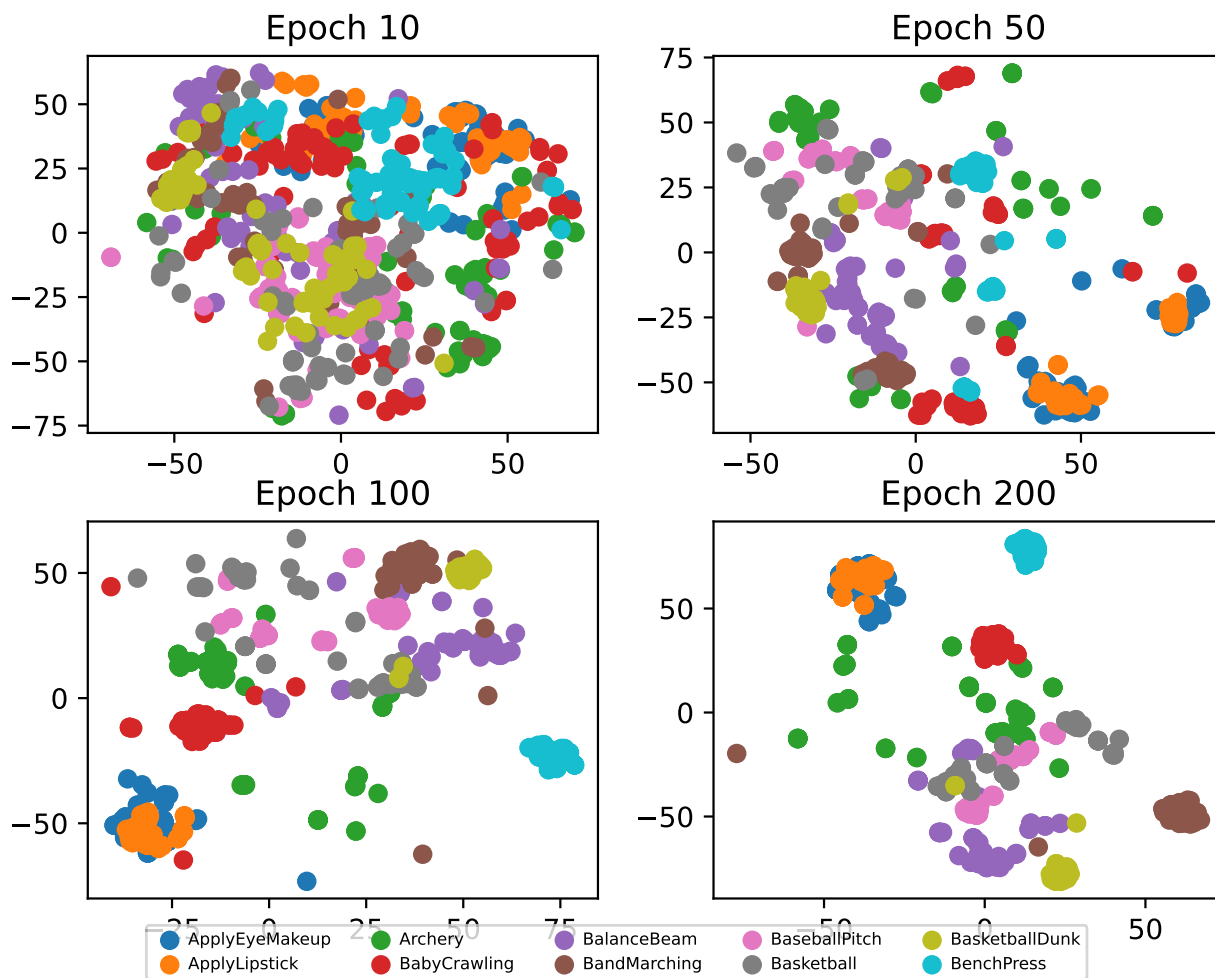 Epoch 10
Epoch 50
50
25
0
−25
−50
−75
−50
0
50
75
50
25
0
−25
−50
−50
0
50
Epoch 100
Epoch 200
50
0
−50
−25
0
25
50
75
50
0
−50
−50
0
50
ApplyEyeMakeup
Archery
BalanceBeam
BaseballPitch
BasketballDunk
ApplyLipstick
BabyCrawling
BandMarching
Basketball
BenchPress